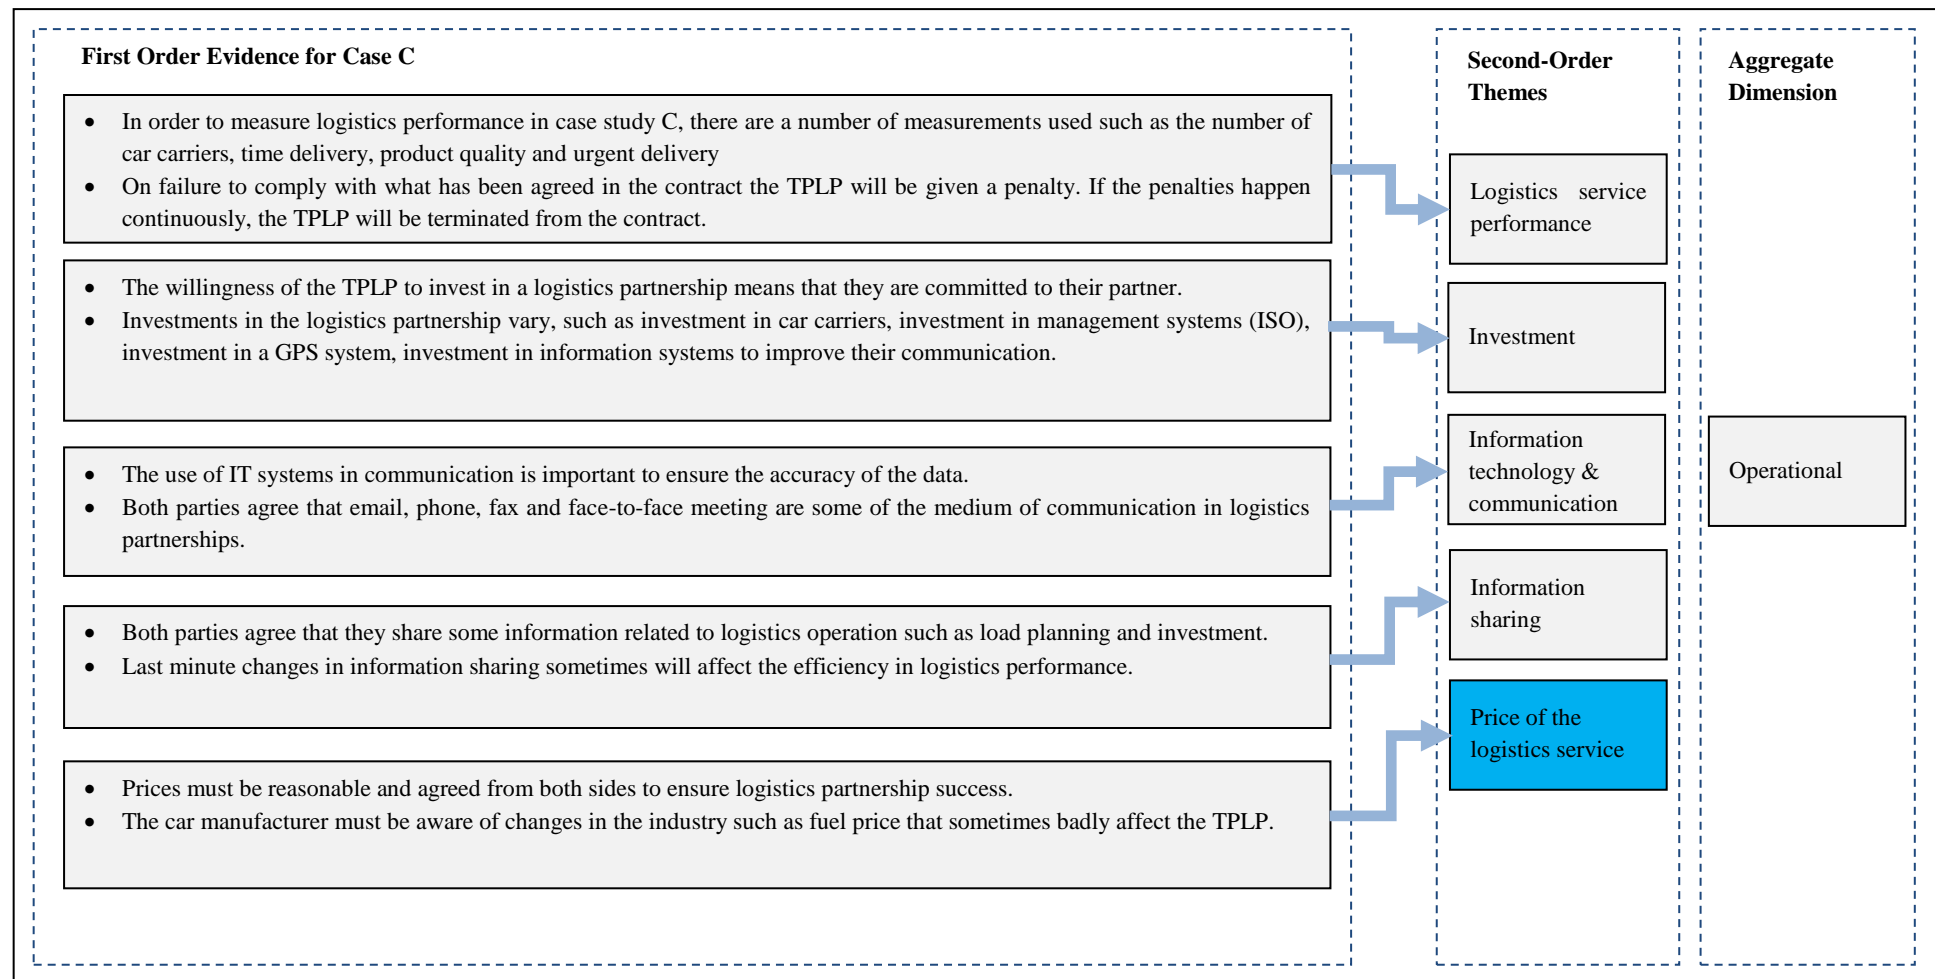 First Order Evidence for Case C
• In order to measure logistics performance in case study C, there are a number of measurements used such as the number of
car carriers, time delivery, product quality and urgent delivery
• On failure to comply with what has been agreed in the contract the TPLP will be given a penalty. If the penalties happen
continuously, the TPLP will be terminated from the contract.
• The willingness of the TPLP to invest in a logistics partnership means that they are committed to their partner.
• Investments in the logistics partnership vary, such as investment in car carriers, investment in management systems (ISO),
investment in a GPS system, investment in information systems to improve their communication.
• The use of IT systems in communication is important to ensure the accuracy of the data.
• Both parties agree that email, phone, fax and face-to-face meeting are some of the medium of communication in logistics
partnerships.
• Both parties agree that they share some information related to logistics operation such as load planning and investment.
• Last minute changes in information sharing sometimes will affect the efficiency in logistics performance.
• Prices must be reasonable and agreed from both sides to ensure logistics partnership success.
• The car manufacturer must be aware of changes in the industry such as fuel price that sometimes badly affect the TPLP.
Second-Order
Themes
Logistics service
performance
Investment
Information
technology &
communication
Information
sharing
Price of the
logistics service
Aggregate
Dimension
Operational